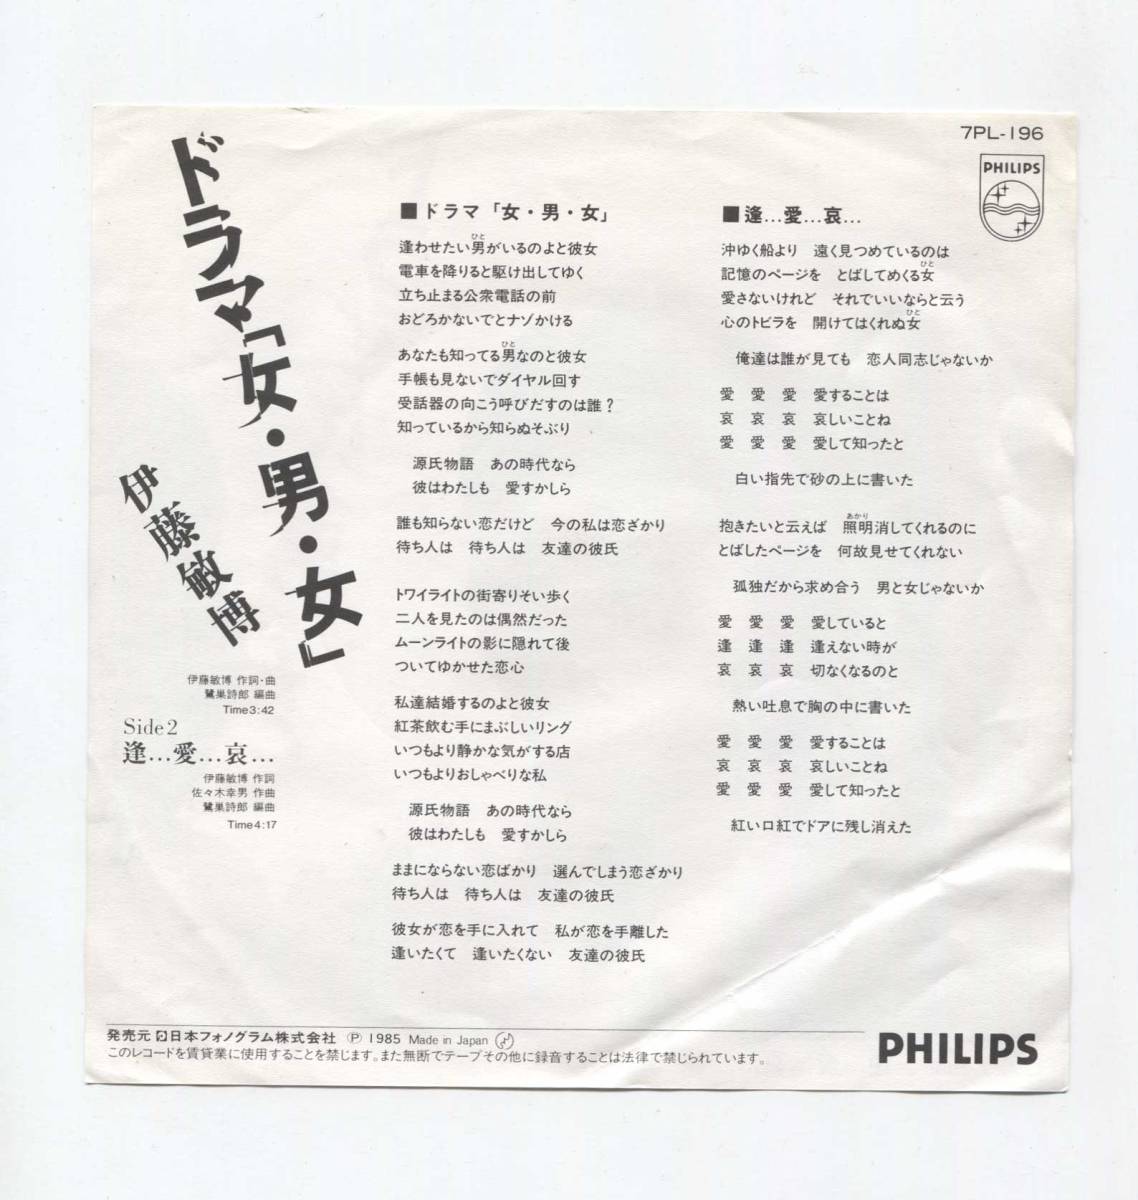 7PL-196
PHILIPS
ドラマ「女・男・女」
伊藤敏博
伊藤敏博 作詞・曲
鷺巣詩郎 編曲
Time3:42
Side2
逢…愛…哀…
伊藤敏博 作詞
佐々木幸男 作曲
鷺巣詩郎 編曲
Time4:17
■ドラマ「女・男・女」
逢わせたい男がいるのよと彼女
ひと
電車を降りると駆け出してゆく
立ち止まる公衆電話の前
おどろかないでとナゾかける
あなたも知ってる男なのと彼女
ひと
手帳も見ないでダイヤル回す
受話器の向こう呼びだすのは誰?
知っているから知らぬそぶり
源氏物語 あの時代なら
彼はわたしも 愛すかしら
誰も知らない恋だけど 今の私は恋ざかり
待ち人は 待ち人は 友達の彼氏
トワイライトの街寄りそい歩く
二人を見たのは偶然だった
ムーンライトの影に隠れて後
ついてゆかせた恋心
私達結婚するのよと彼女
紅茶飲む手にまぶしいリング
いつもより静かな気がする店
いつもよりおしゃべりな私
源氏物語 あの時代なら
彼はわたしも 愛すかしら
ままにならない恋ばかり 選んでしまう恋ざかり
待ち人は 待ち人は 友達の彼氏
彼女が恋を手に入れて 私が恋を手離した
逢いたくて 逢いたくない 友達の彼氏
■逢…愛…哀…
沖ゆく船より 遠く見つめているのは
記憶のページを とばしてめくる女
ひと
愛さないけれど それでいいならと云う
心のトビラを 開けてはくれぬ女
ひと
俺達は誰が見ても 恋人同志じゃないか
愛 愛 愛 愛することは
哀 哀 哀 哀しいことね
愛 愛 愛 愛して知ったと
白い指先で砂の上に書いた
抱きたいと云えば 照明消してくれるのに
あかり
とばしたページを 何故見せてくれない
孤独だから求め合う 男と女じゃないか
愛 愛 愛 愛していると
逢 逢 逢 逢えない時が
哀 哀 哀 切なくなるのと
熱い吐息で胸の中に書いた
愛 愛 愛 愛することは
哀 哀 哀 哀しいことね
愛 愛 愛 愛して知ったと
紅い口紅でドアに残し消えた
発売元 日本フォノグラム株式会社 Ⓟ 1985 Made in Japan
このレコードを賃貸業に使用することを禁じます。また無断でテープその他に録音することは法律で禁じられています。
PHILIPS